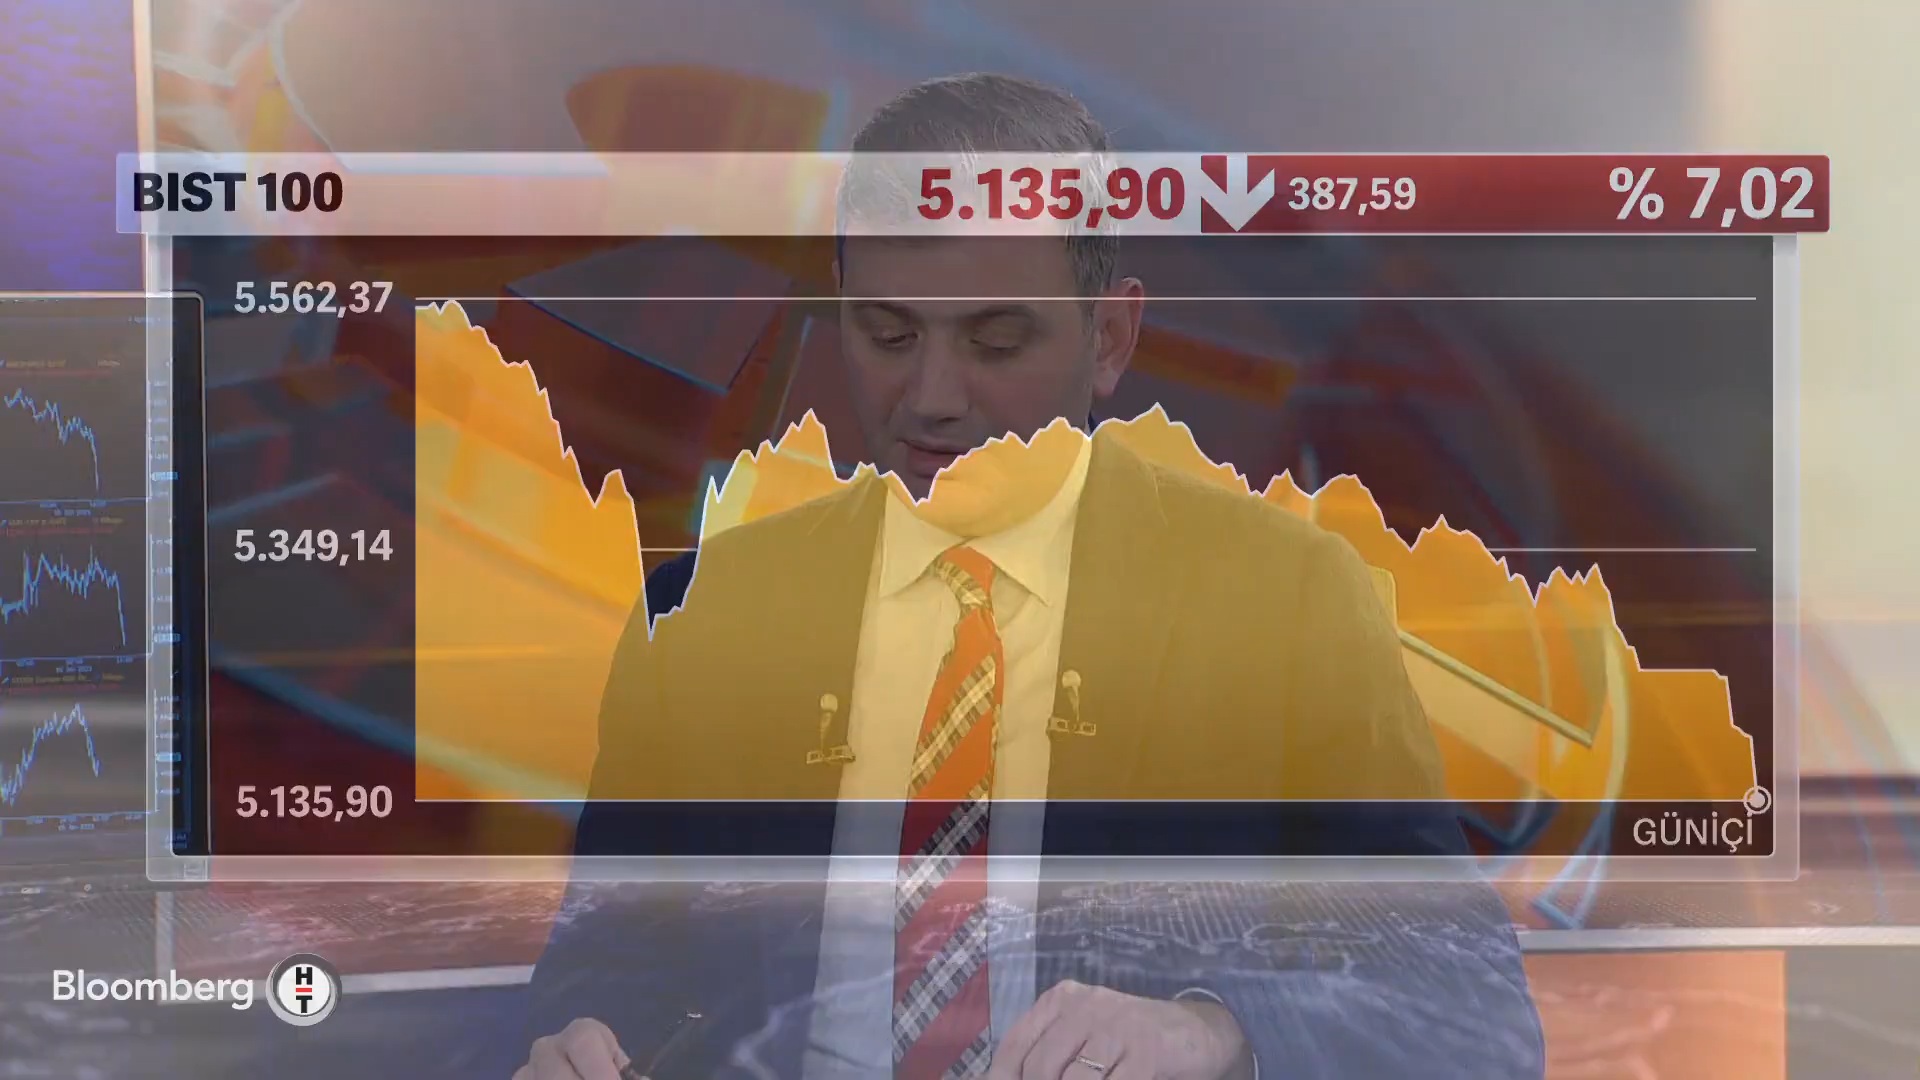 BIST 100 5.135,90 387,59 % 7,02
5.562,37
5.349,14
5.135,90
GÜNİÇİ
Bloomberg HT